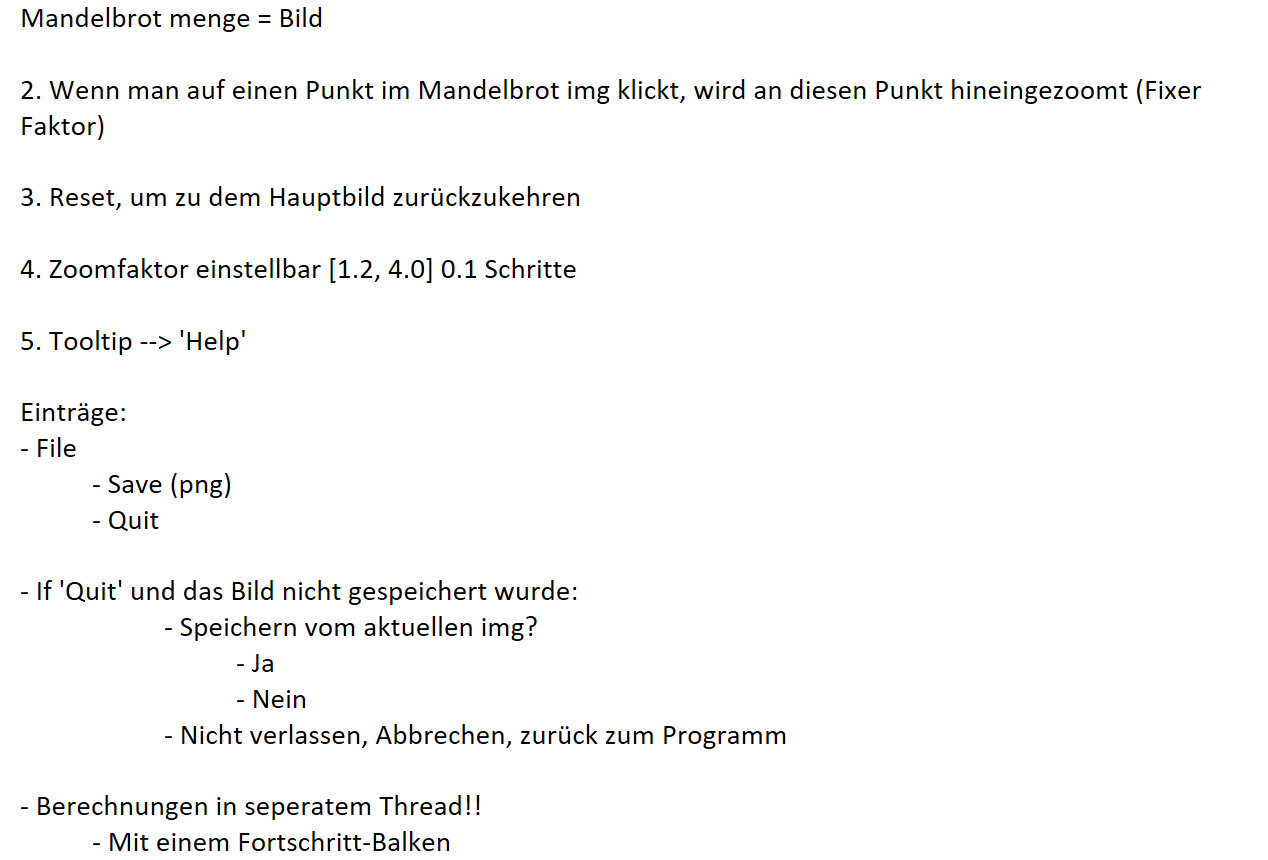 Mandelbrot menge = Bild
2. Wenn man auf einen Punkt im Mandelbrot img klickt, wird an diesen Punkt hineingezoomt (Fixer
Faktor)
3. Reset, um zu dem Hauptbild zurückzukehren
4. Zoomfaktor einstellbar [1.2, 4.0] 0.1 Schritte
5. Tooltip --> 'Help'
Einträge:
- File
- Save (png)
- Quit
- If 'Quit' und das Bild nicht gespeichert wurde:
- Speichern vom aktuellen img?
- Ja
- Nein
- Nicht verlassen, Abbrechen, zurück zum Programm
- Berechnungen in seperatem Thread!!
- Mit einem Fortschritt-Balken